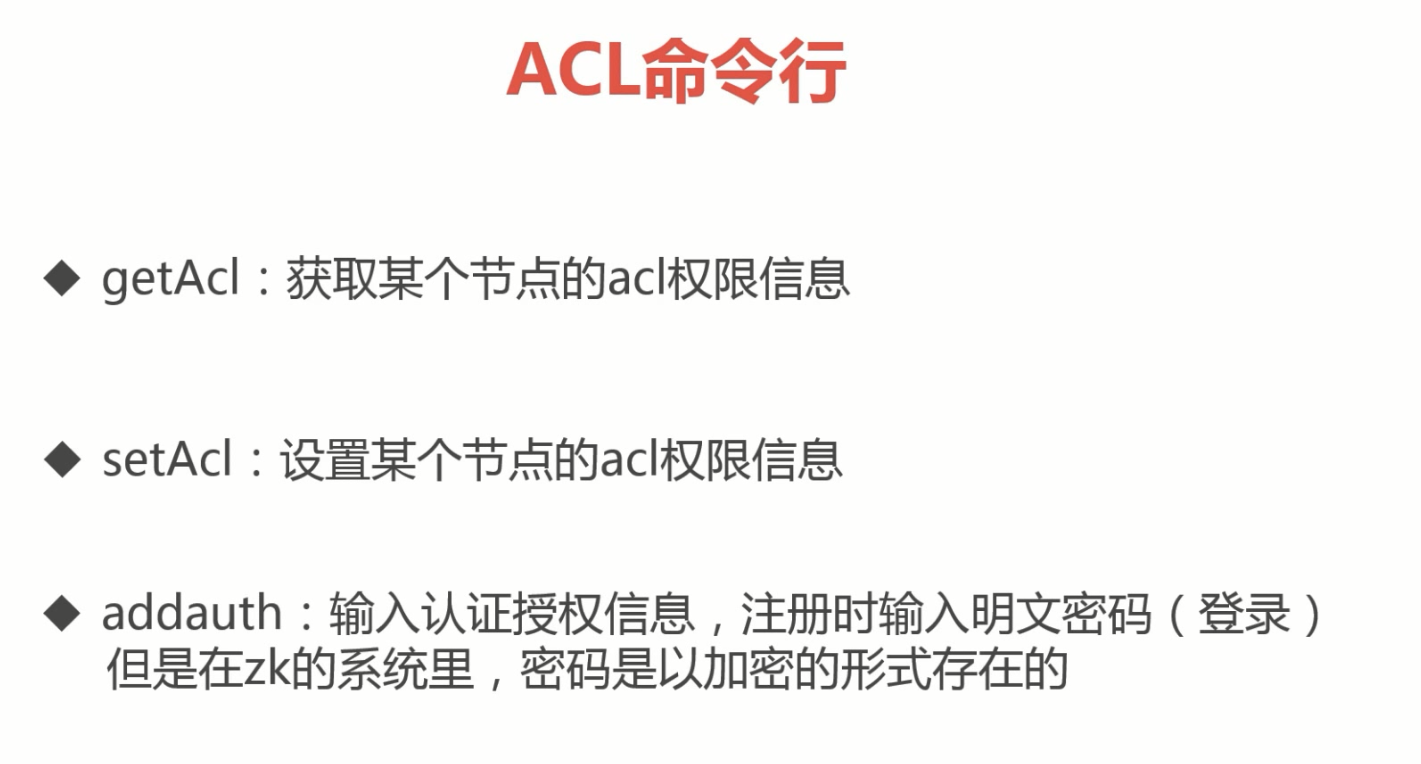 ACL命令行
◆ getAcl：获取某个节点的acl权限信息
◆ setAcl：设置某个节点的acl权限信息
◆ addauth：输入认证授权信息，注册时输入明文密码（登录）
但是在zk的系统里，密码是以加密的形式存在的